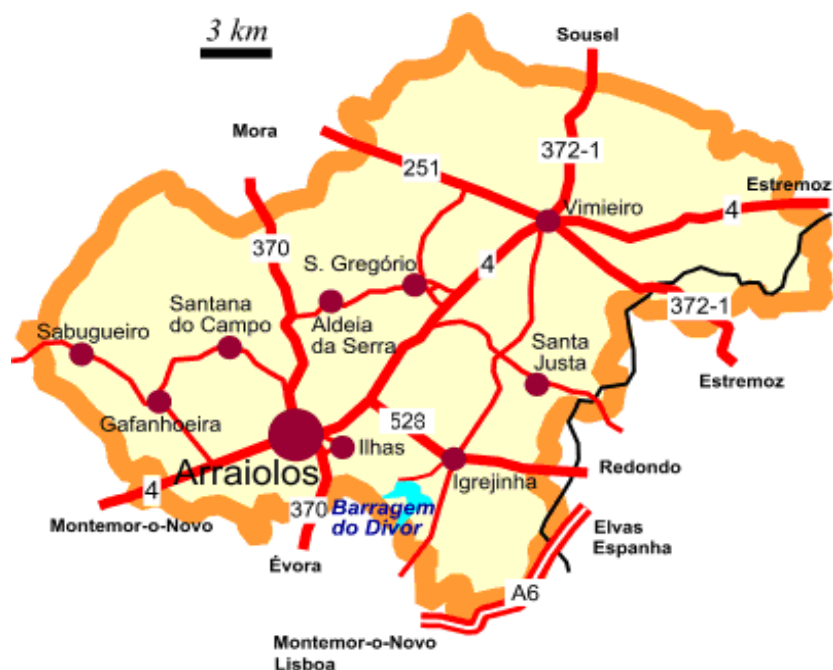 3 km
Sousel
Mora
251
372-1
Estremoz
Vimieiro
4
370
S. Gregório
4
Santana
do Campo
Aldeia
da Serra
Sabugueiro
372-1
Santa
Justa
Estremoz
Gafanhoeira
528
Ilhas
Arraiolos
Igrejinha
Redondo
4
Montemor-o-Novo
370
Barragem
do Divor
Elvas
Espanha
Évora
A6
Montemor-o-Novo
Lisboa